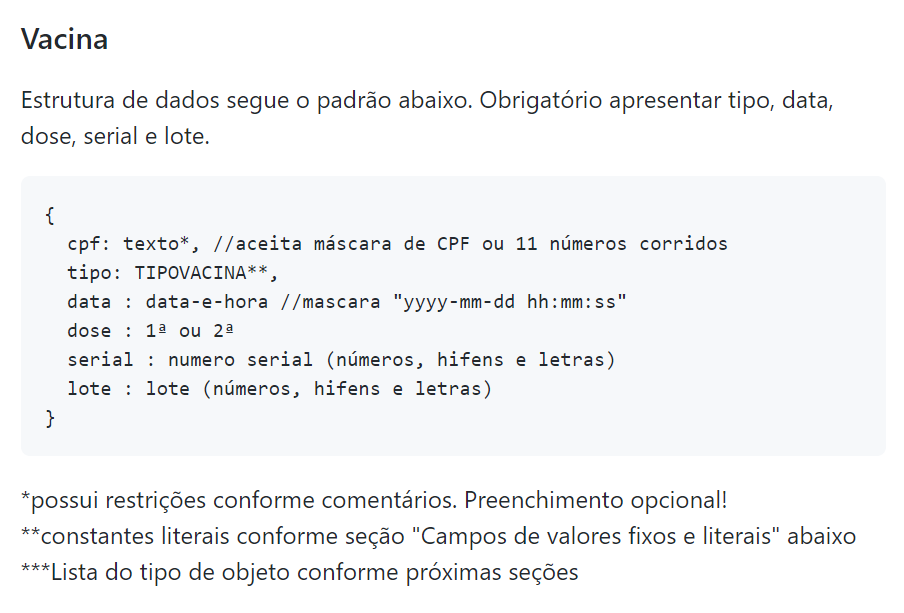 Vacina
Estrutura de dados segue o padrão abaixo. Obrigatório apresentar tipo, data,
dose, serial e lote.
{
  cpf: texto*, //aceita máscara de CPF ou 11 números corridos
  tipo: TIPOVACINA**,
  data : data-e-hora //mascara "yyyy-mm-dd hh:mm:ss"
  dose : 1ª ou 2ª
  serial : numero serial (números, hifens e letras)
  lote : lote (números, hifens e letras)
}
*possui restrições conforme comentários. Preenchimento opcional!
**constantes literais conforme seção "Campos de valores fixos e literais" abaixo
***Lista do tipo de objeto conforme próximas seções